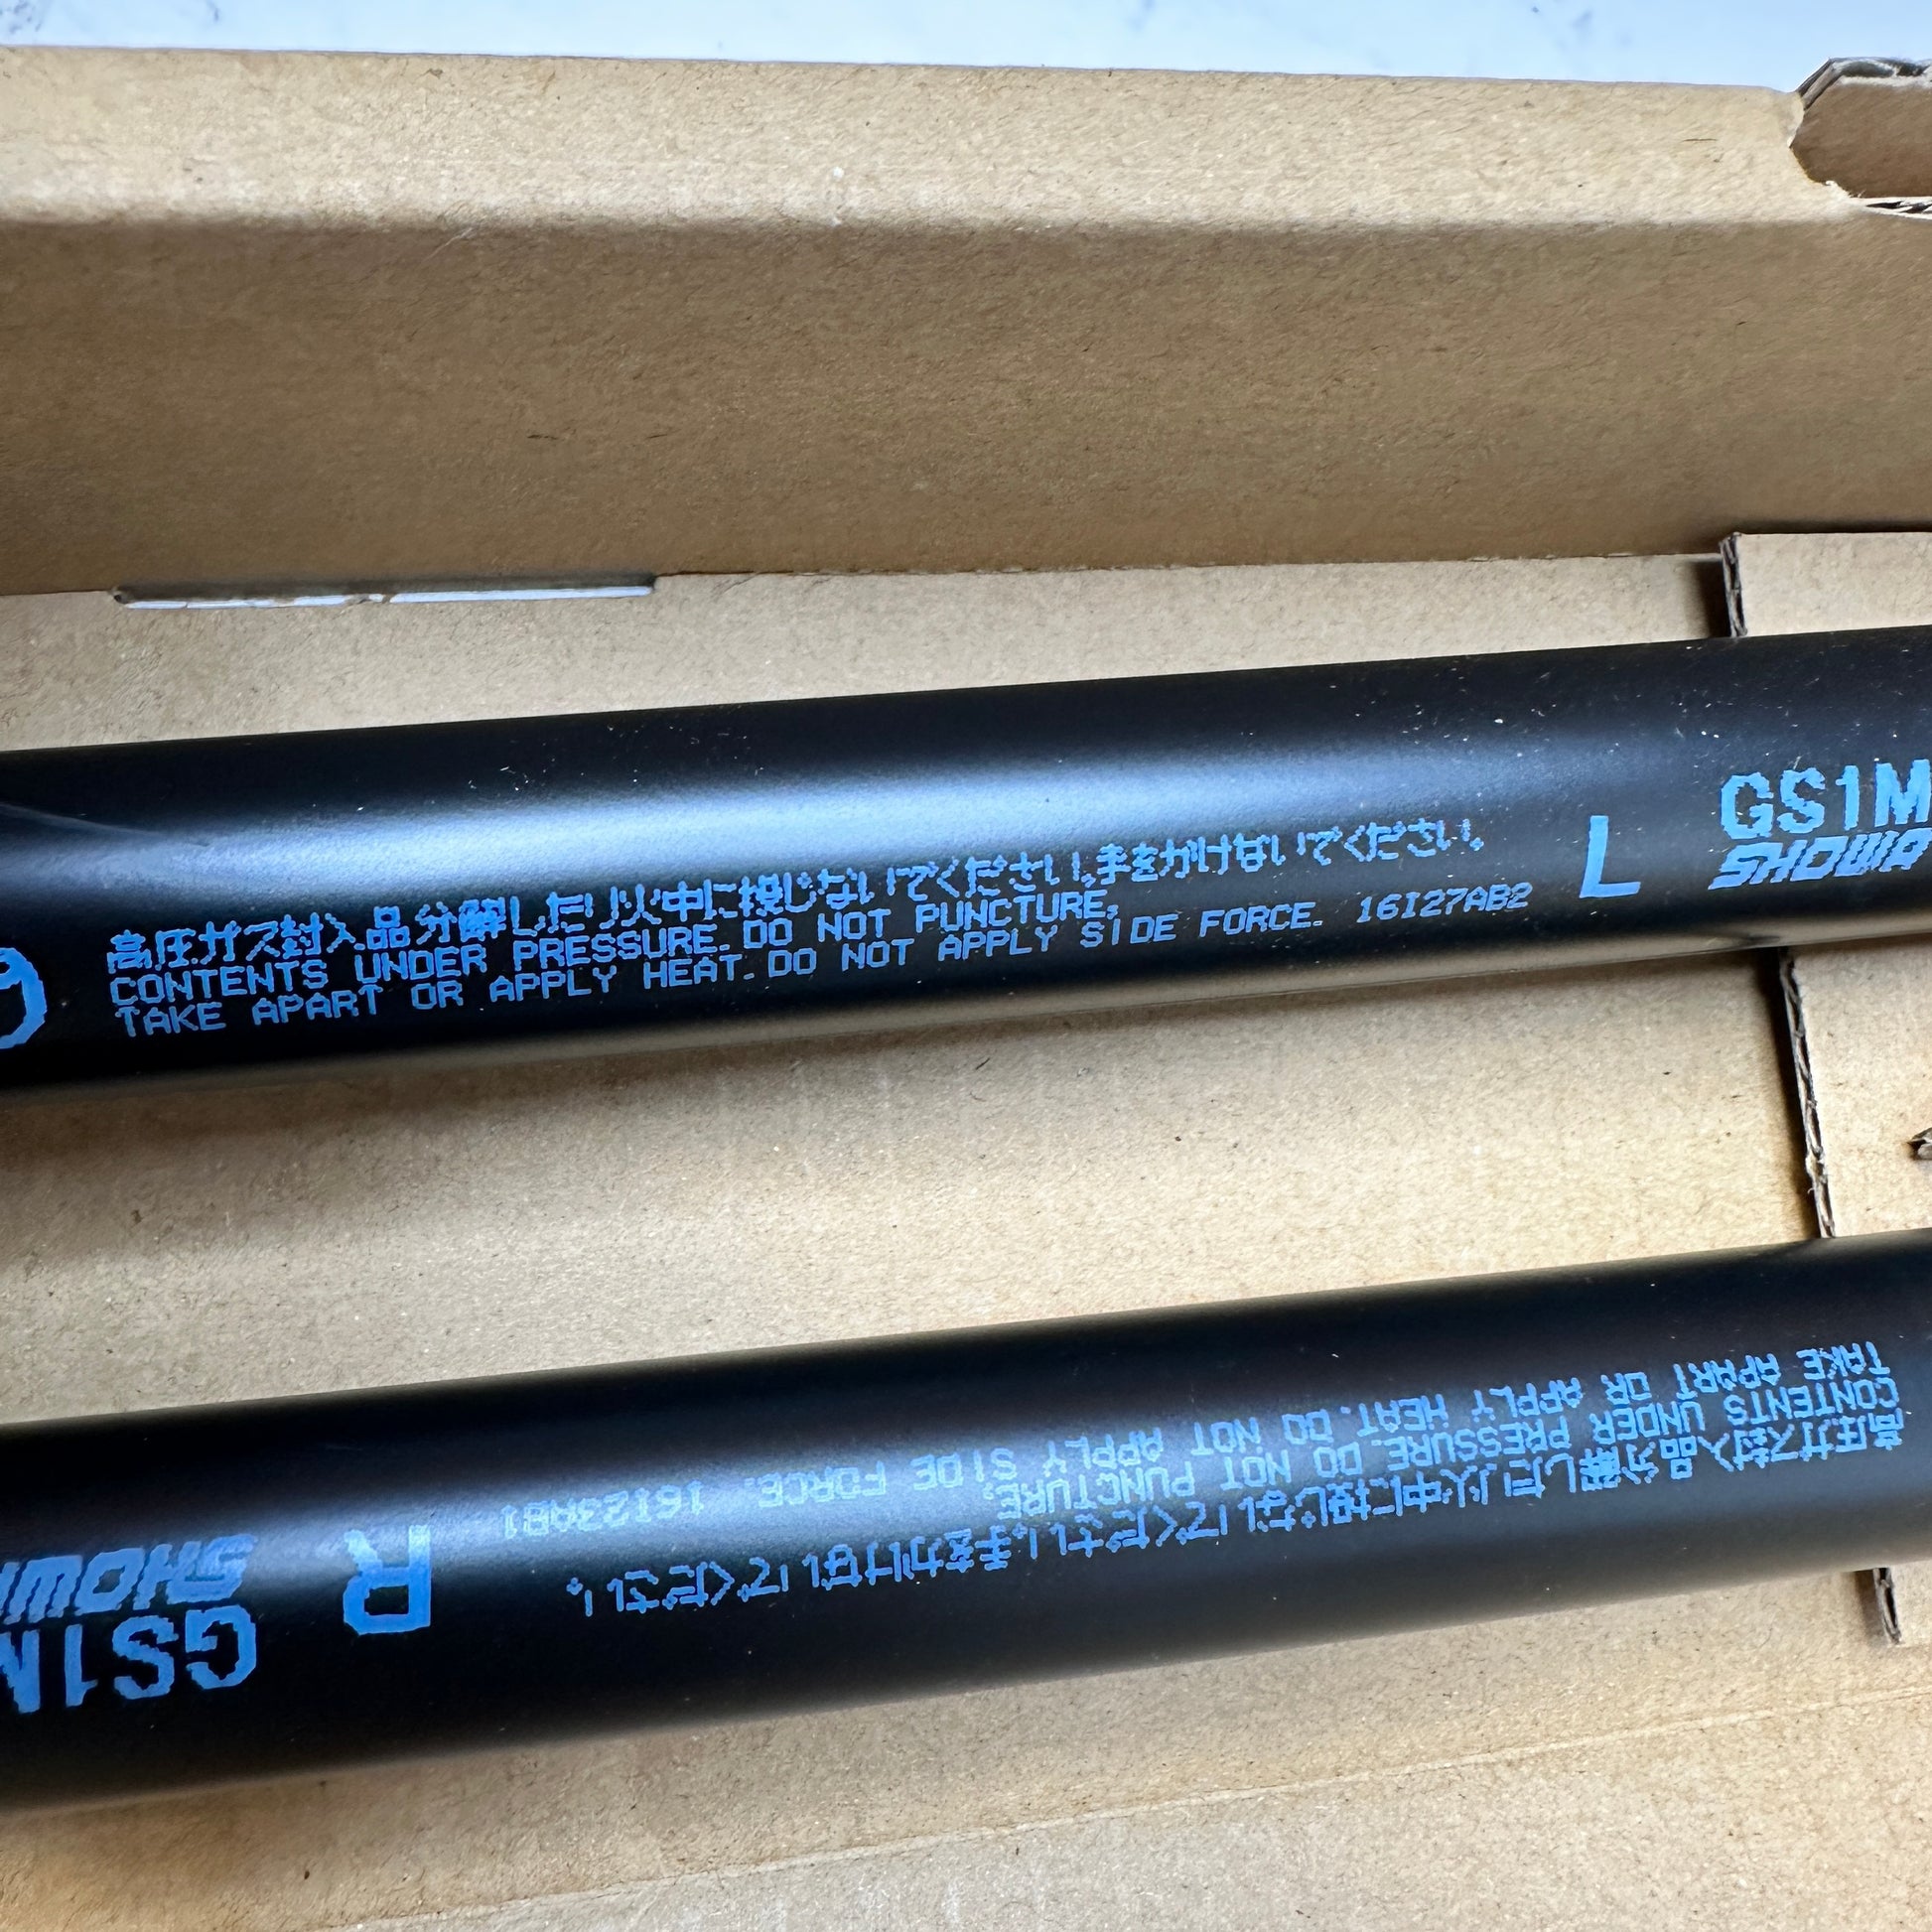 高圧ガス封入品分解したり火中に投じないでください。手をかけないでください。
CONTENTS UNDER PRESSURE. DO NOT PUNCTURE,
TAKE APART OR APPLY HEAT. DO NOT APPLY SIDE FORCE. 16I27AB2
L
GS1M
SHOWA
高圧ガス封入品分解したり火中に投じないでください。手をかけないでください。
CONTENTS UNDER PRESSURE. DO NOT PUNCTURE,
TAKE APART OR APPLY HEAT. DO NOT APPLY SIDE FORCE. 16I23AB1
R
GS1M
SHOW